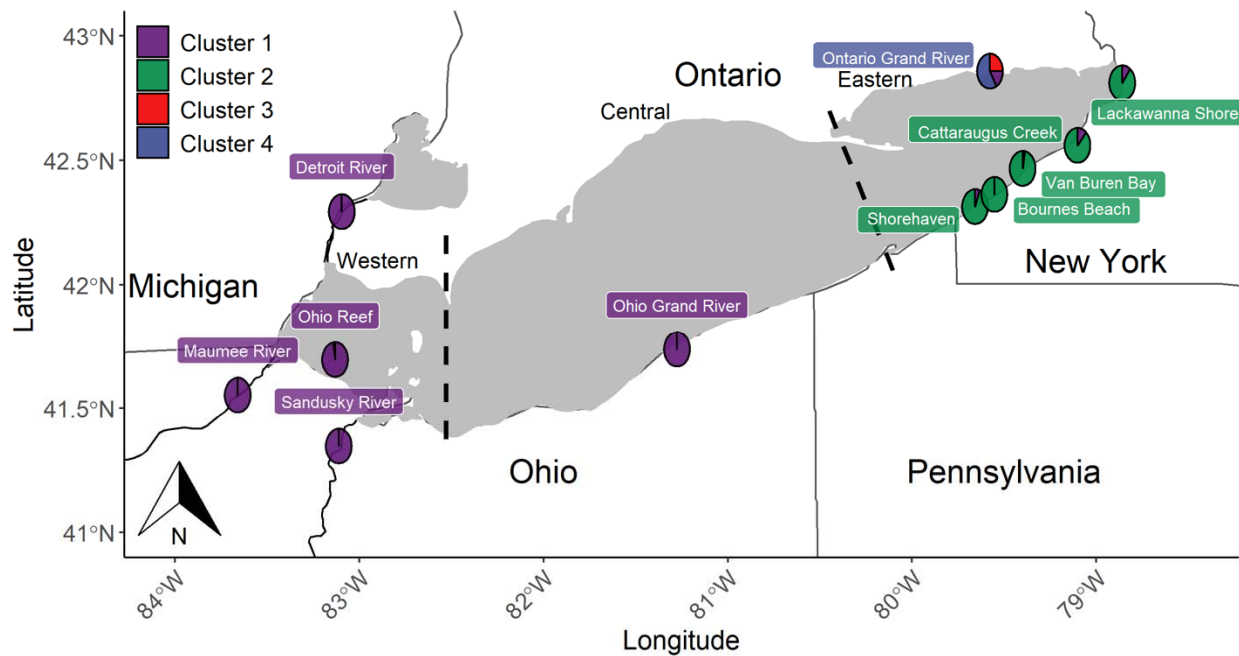 43°N
42.5°N
42°N
41.5°N
41°N
Latitude
Cluster 1
Cluster 2
Cluster 3
Cluster 4
Ontario
Ontario Grand River
Eastern
Central
Lackawanna Shore
Cattaraugus Creek
Detroit River
Van Buren Bay
Bournes Beach
Shorehaven
Western
New York
Michigan
Ohio Reef
Ohio Grand River
Maumee River
Sandusky River
Ohio
Pennsylvania
N
84°W
83°W
82°W
81°W
80°W
79°W
Longitude